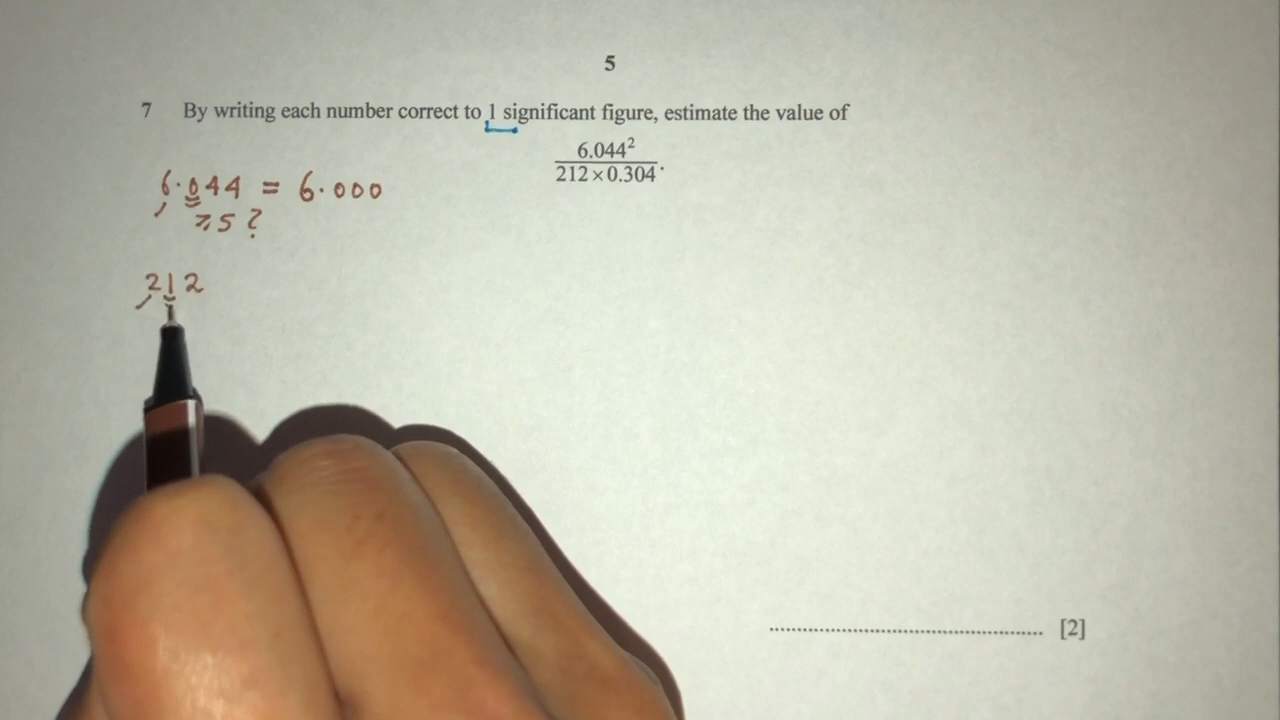 5
7 By writing each number correct to 1 significant figure, estimate the value of
6.044²
212 × 0.304 .
6.044 = 6.000
≥5 ?
212
[2]